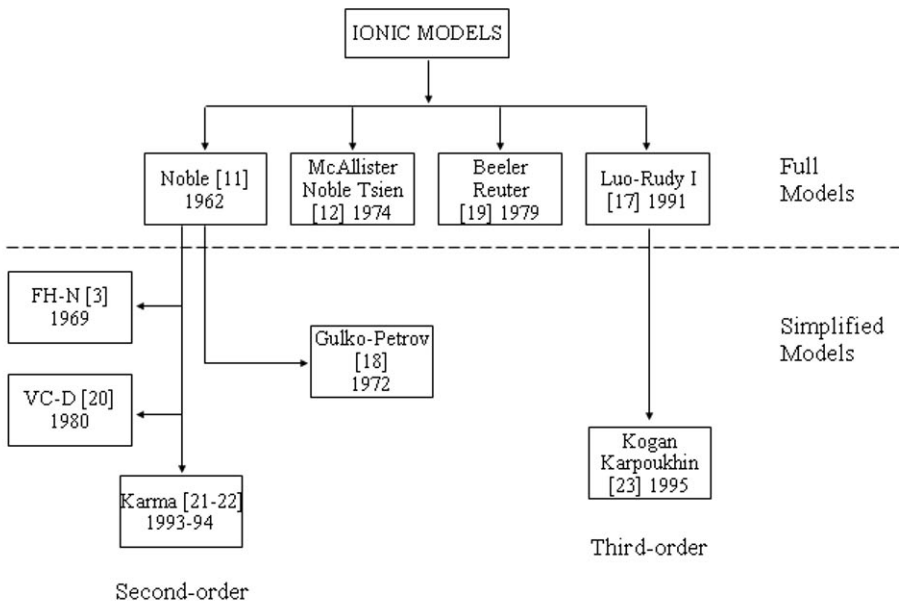 IONIC MODELS
Noble [11]
1962
McAllister
Noble Tsien
[12] 1974
Beeler
Reuter
[19] 1979
Luo-Rudy I
[17] 1991
Full
Models
FH-N [3]
1969
Gulko-Petrov
[18]
1972
Simplified
Models
VC-D [20]
1980
Kogan
Karpoukhin
[23] 1995
Karma [21-22]
1993-94
Third-order
Second-order